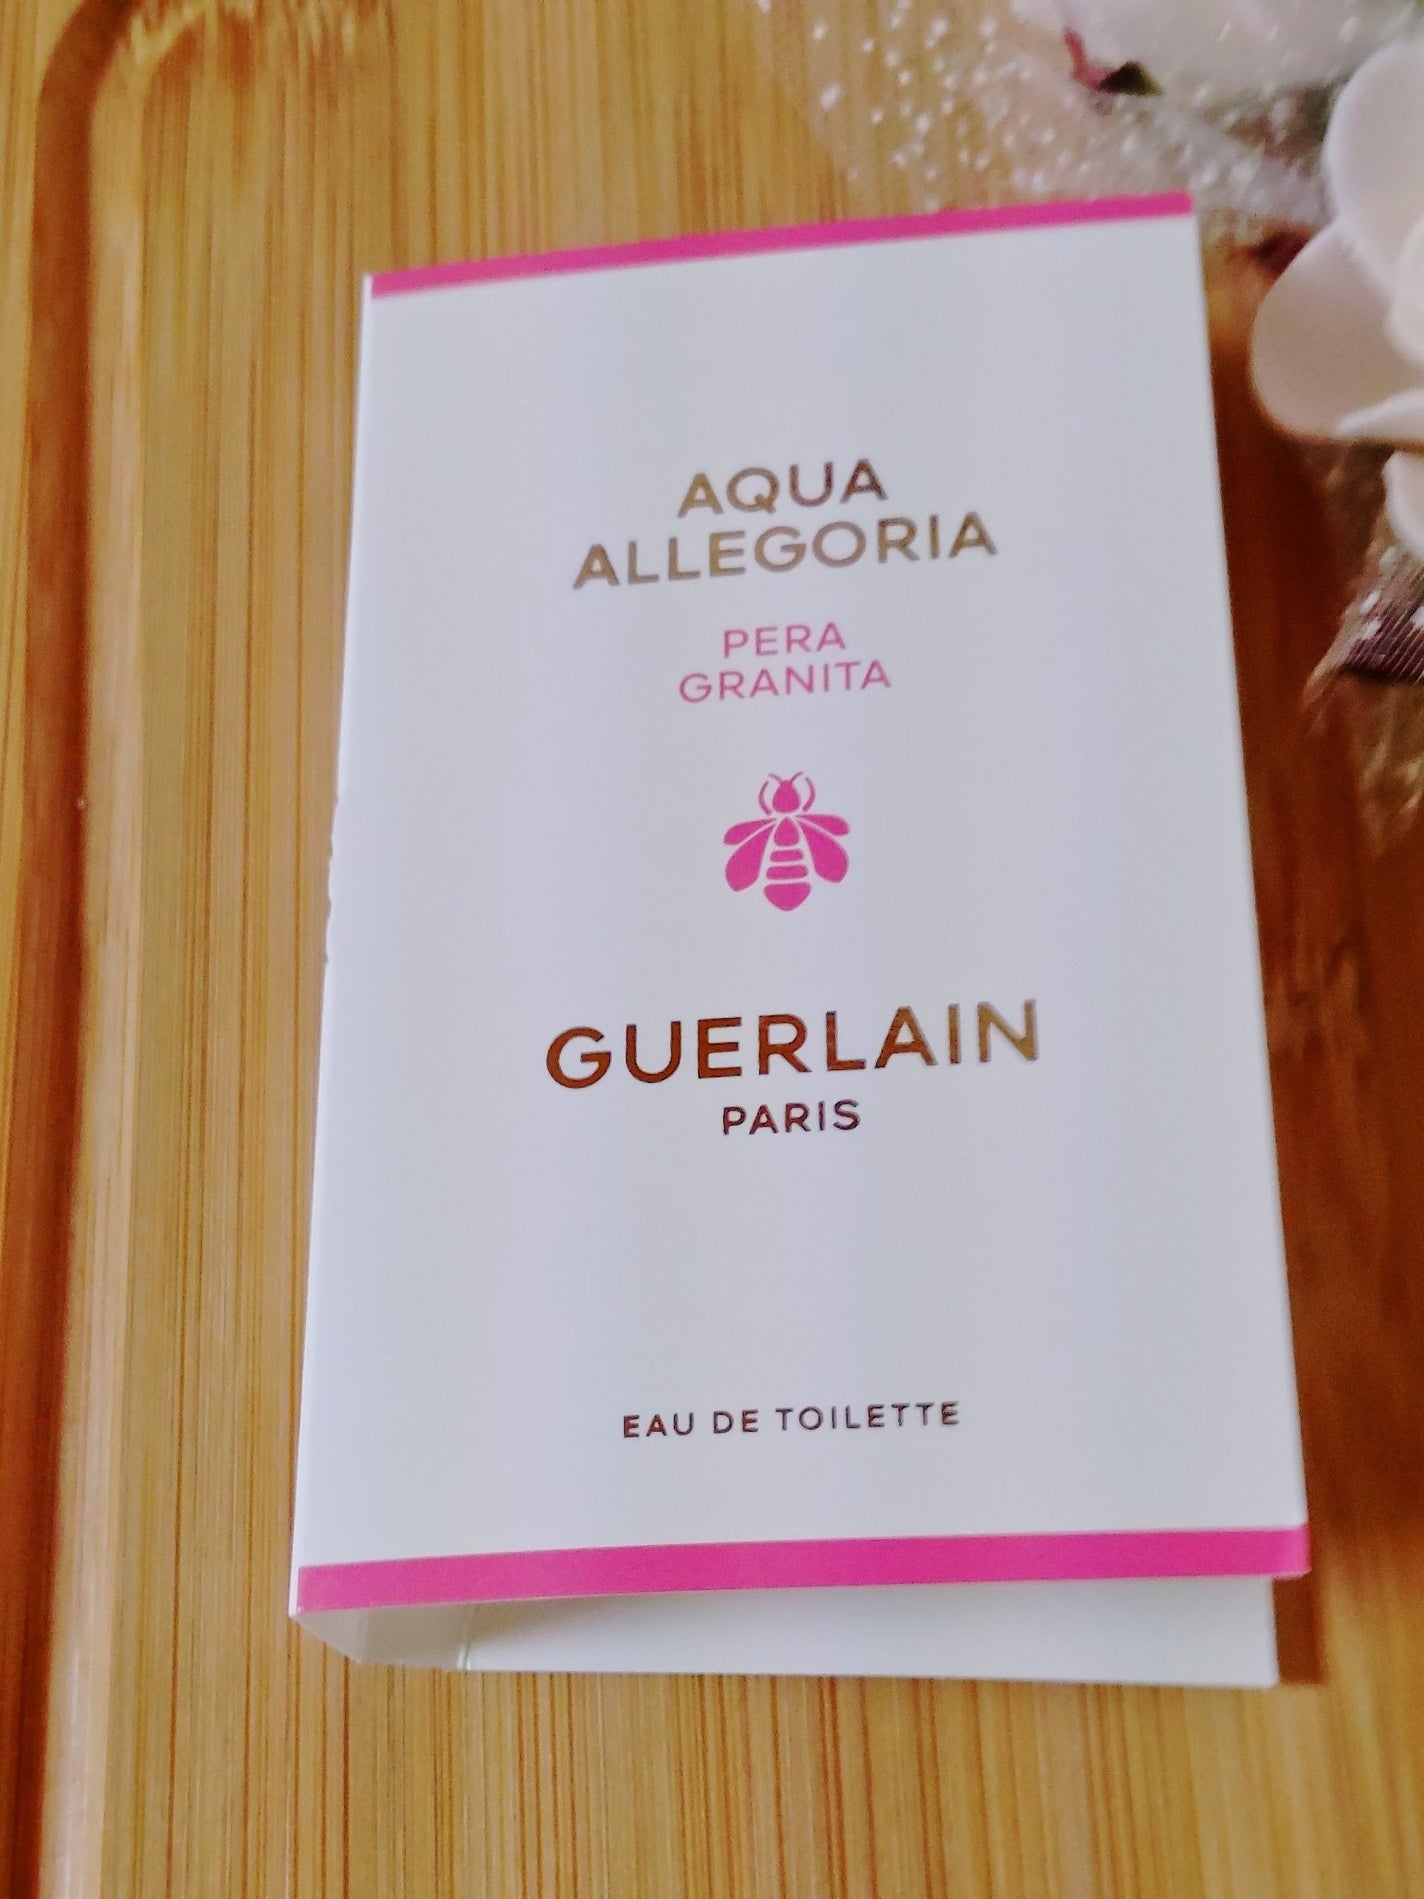 AQUA
ALLEGORIA
PERA
GRANITA
GUERLAIN
PARIS
EAU DE TOILETTE